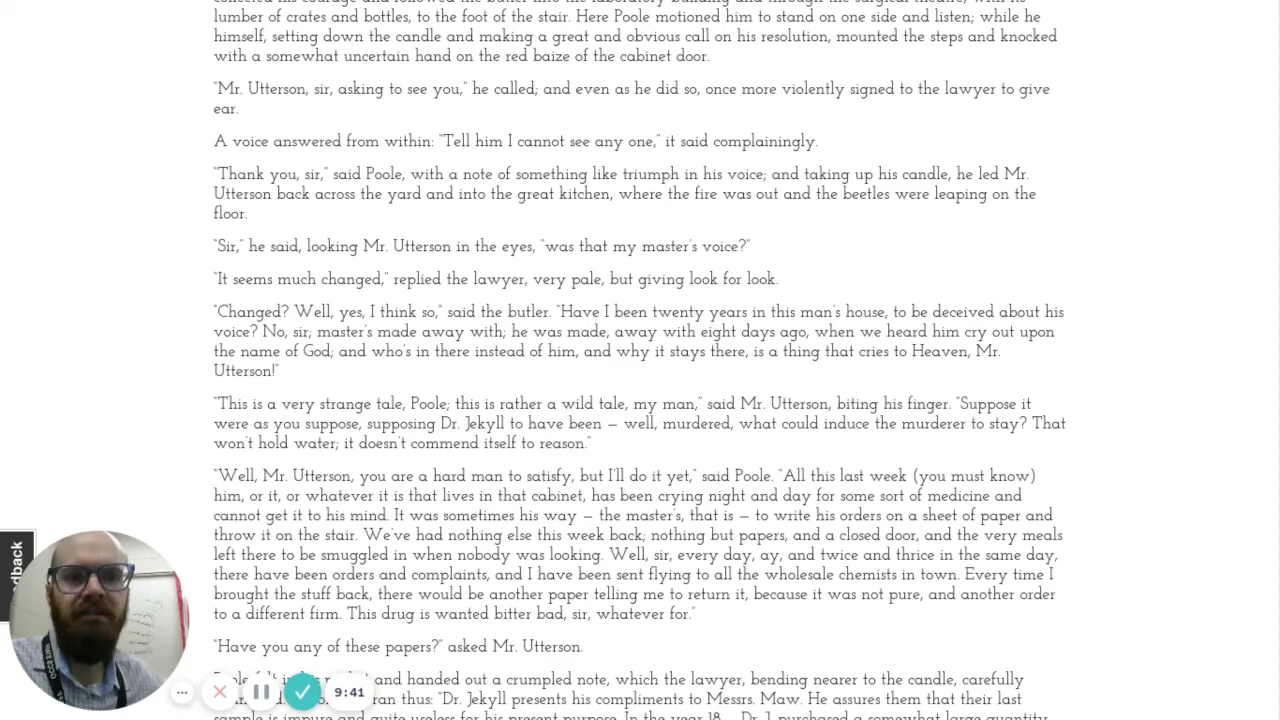 lumber of crates and bottles, to the foot of the stair. Here Poole motioned him to stand on one side and listen; while he
himself, setting down the candle and making a great and obvious call on his resolution, mounted the steps and knocked
with a somewhat uncertain hand on the red baize of the cabinet door.
“Mr. Utterson, sir, asking to see you,” he called; and even as he did so, once more violently signed to the lawyer to give
ear.
A voice answered from within: “Tell him I cannot see any one,” it said complainingly.
“Thank you, sir,” said Poole, with a note of something like triumph in his voice; and taking up his candle, he led Mr.
Utterson back across the yard and into the great kitchen, where the fire was out and the beetles were leaping on the
floor.
“Sir,” he said, looking Mr. Utterson in the eyes, “was that my master’s voice?”
“It seems much changed,” replied the lawyer, very pale, but giving look for look.
“Changed? Well, yes, I think so,” said the butler. “Have I been twenty years in this man’s house, to be deceived about his
voice? No, sir; master’s made away with; he was made, away with eight days ago, when we heard him cry out upon
the name of God; and who’s in there instead of him, and why it stays there, is a thing that cries to Heaven, Mr.
Utterson!”
“This is a very strange tale, Poole; this is rather a wild tale, my man,” said Mr. Utterson, biting his finger. “Suppose it
were as you suppose, supposing Dr. Jekyll to have been — well, murdered, what could induce the murderer to stay? That
won’t hold water; it doesn’t commend itself to reason.”
“Well, Mr. Utterson, you are a hard man to satisfy, but I’ll do it yet,” said Poole. “All this last week (you must know)
him, or it, or whatever it is that lives in that cabinet, has been crying night and day for some sort of medicine and
cannot get it to his mind. It was sometimes his way — the master’s, that is — to write his orders on a sheet of paper and
throw it on the stair. We’ve had nothing else this week back; nothing but papers, and a closed door, and the very meals
left there to be smuggled in when nobody was looking. Well, sir, every day, ay, and twice and thrice in the same day,
there have been orders and complaints, and I have been sent flying to all the wholesale chemists in town. Every time I
brought the stuff back, there would be another paper telling me to return it, because it was not pure, and another order
to a different firm. This drug is wanted bitter bad, sir, whatever for.”
“Have you any of these papers?” asked Mr. Utterson.
and handed out a crumpled note, which the lawyer, bending nearer to the candle, carefully
ran thus: “Dr. Jekyll presents his compliments to Messrs. Maw. He assures them that their last
sample is impure and quite useless for his present purpose. In the year 18—, Dr. J. purchased a somewhat large quantity
9:41